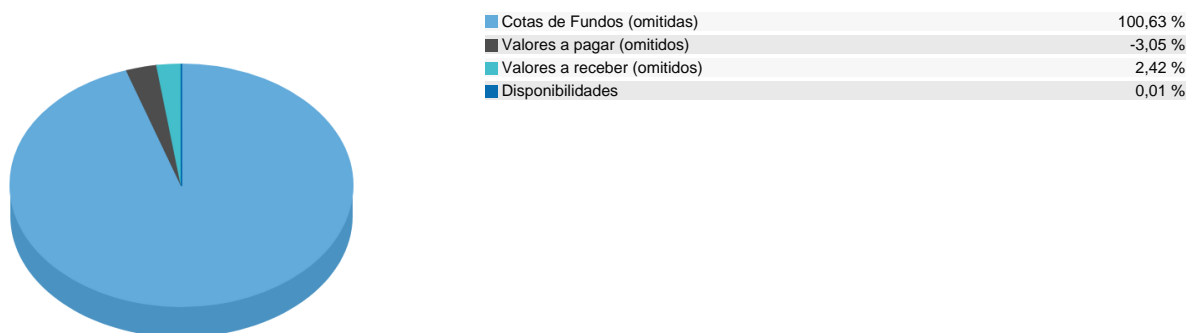 Cotas de Fundos (omitidas) 100,63 %
Valores a pagar (omitidos) -3,05 %
Valores a receber (omitidos) 2,42 %
Disponibilidades 0,01 %